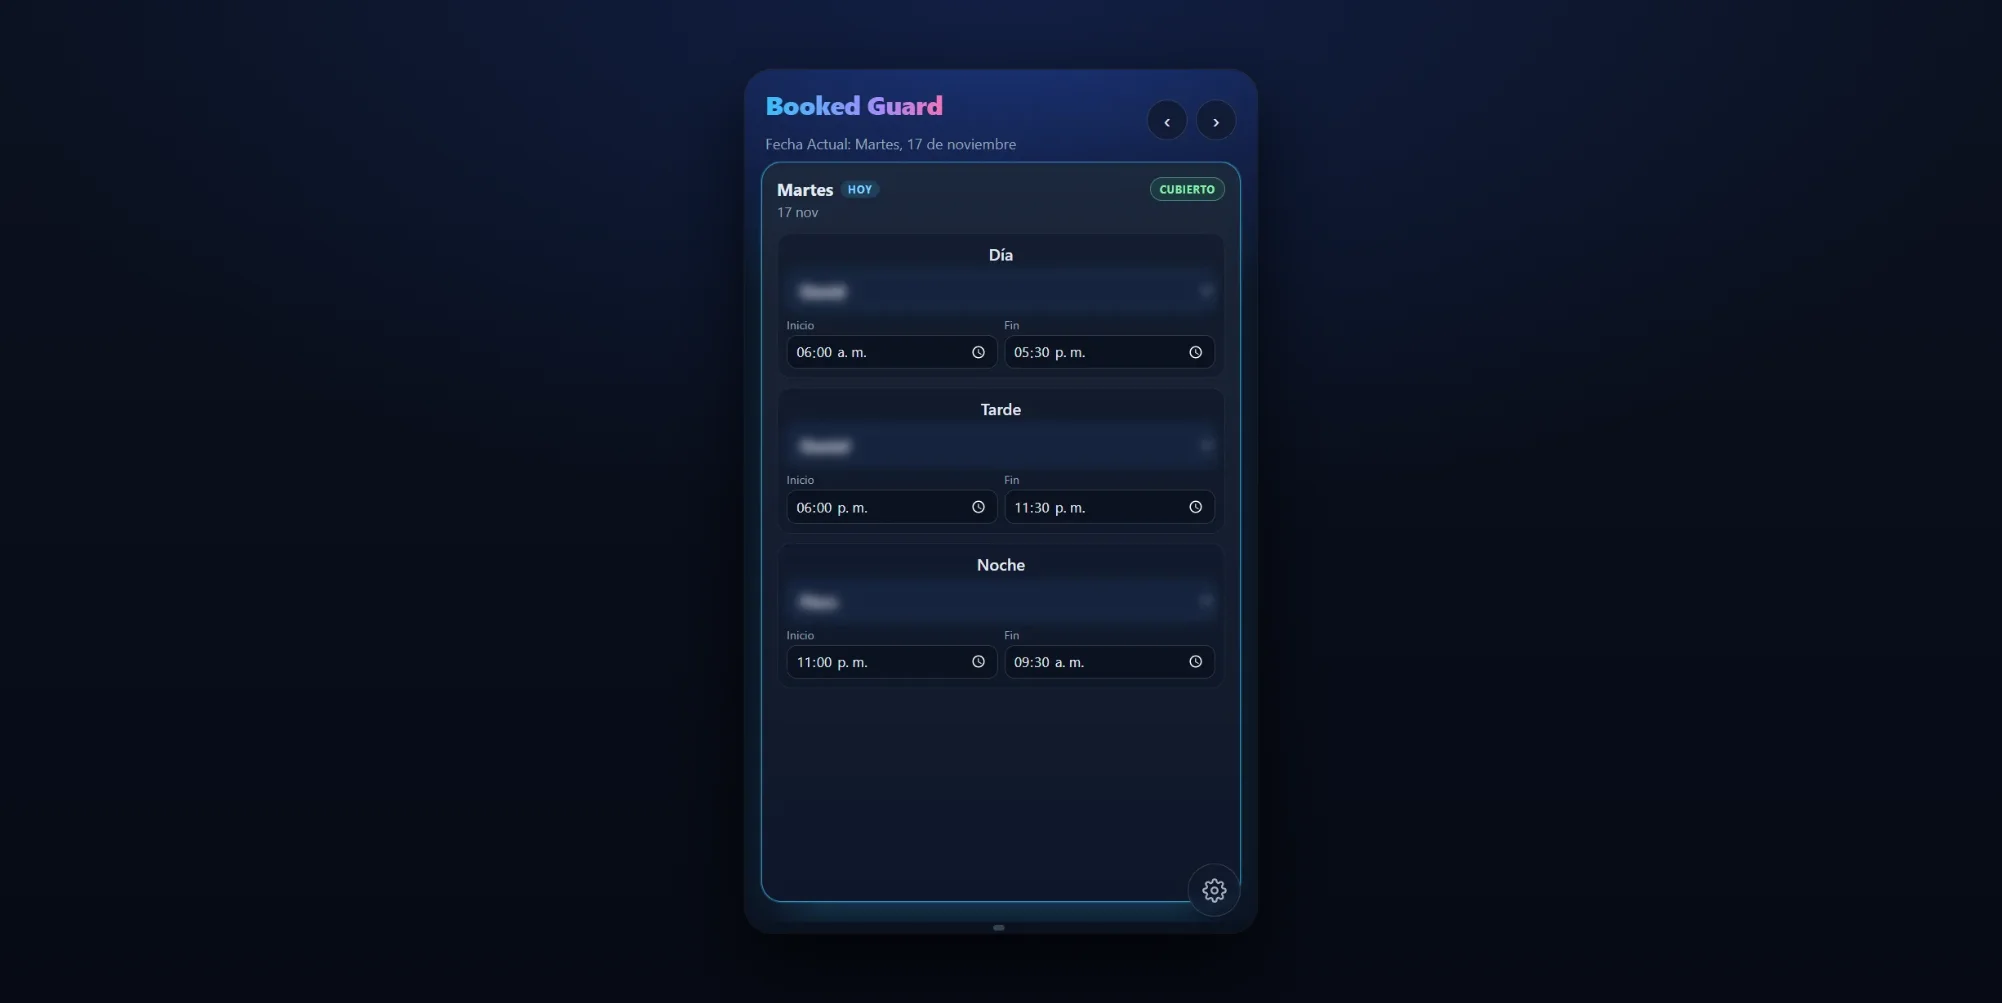 Booked Guard
‹ ›
Fecha Actual: Martes, 17 de noviembre
Martes HOY CUBIERTO
17 nov
Día
Inicio Fin
06:00 a. m. 05:30 p. m.
Tarde
Inicio Fin
06:00 p. m. 11:30 p. m.
Noche
Inicio Fin
11:00 p. m. 09:30 a. m.